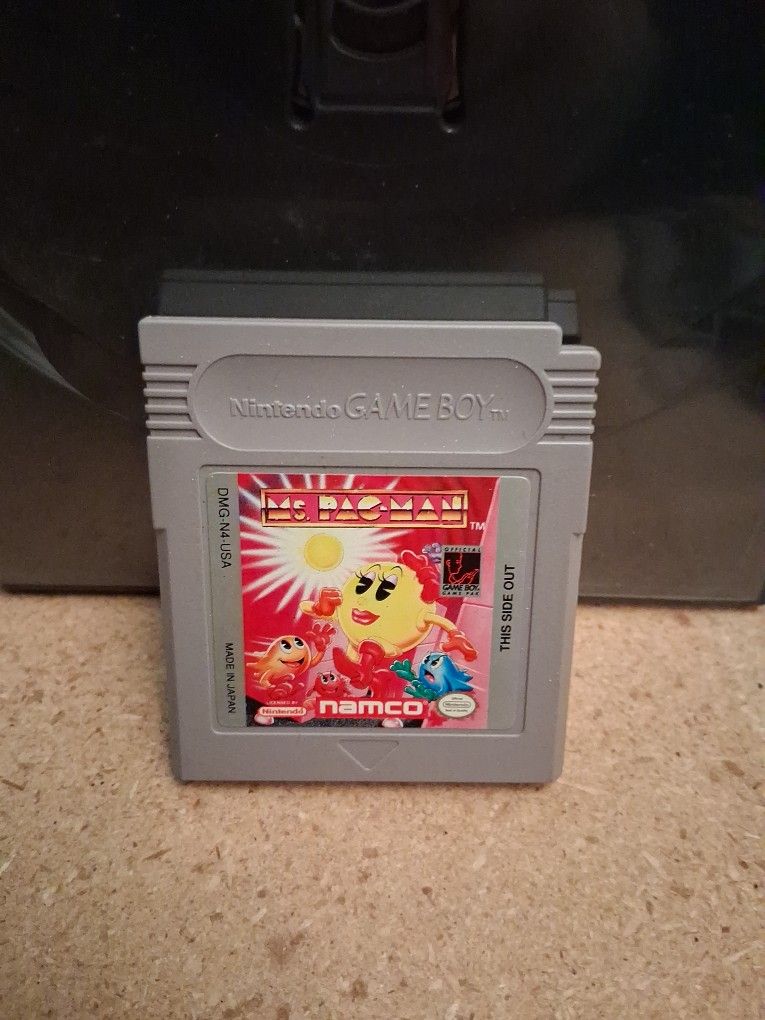 Nintendo GAME BOY TM
DMG-N4-USA
MADE IN JAPAN
MS. PAC-MAN TM
OFFICIAL
GAME BOY
GAME PAK
THIS SIDE OUT
LICENSED BY
Nintendo
namco
Nintendo